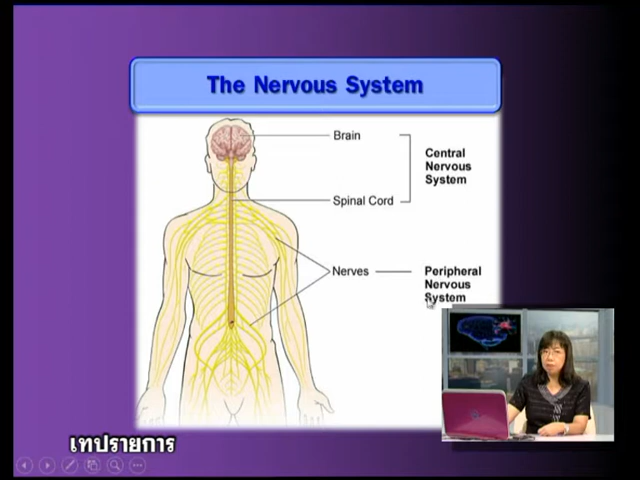 The Nervous System
Brain
Central
Nervous
System
Spinal Cord
Nerves
Peripheral
Nervous
System
เทปรายการ